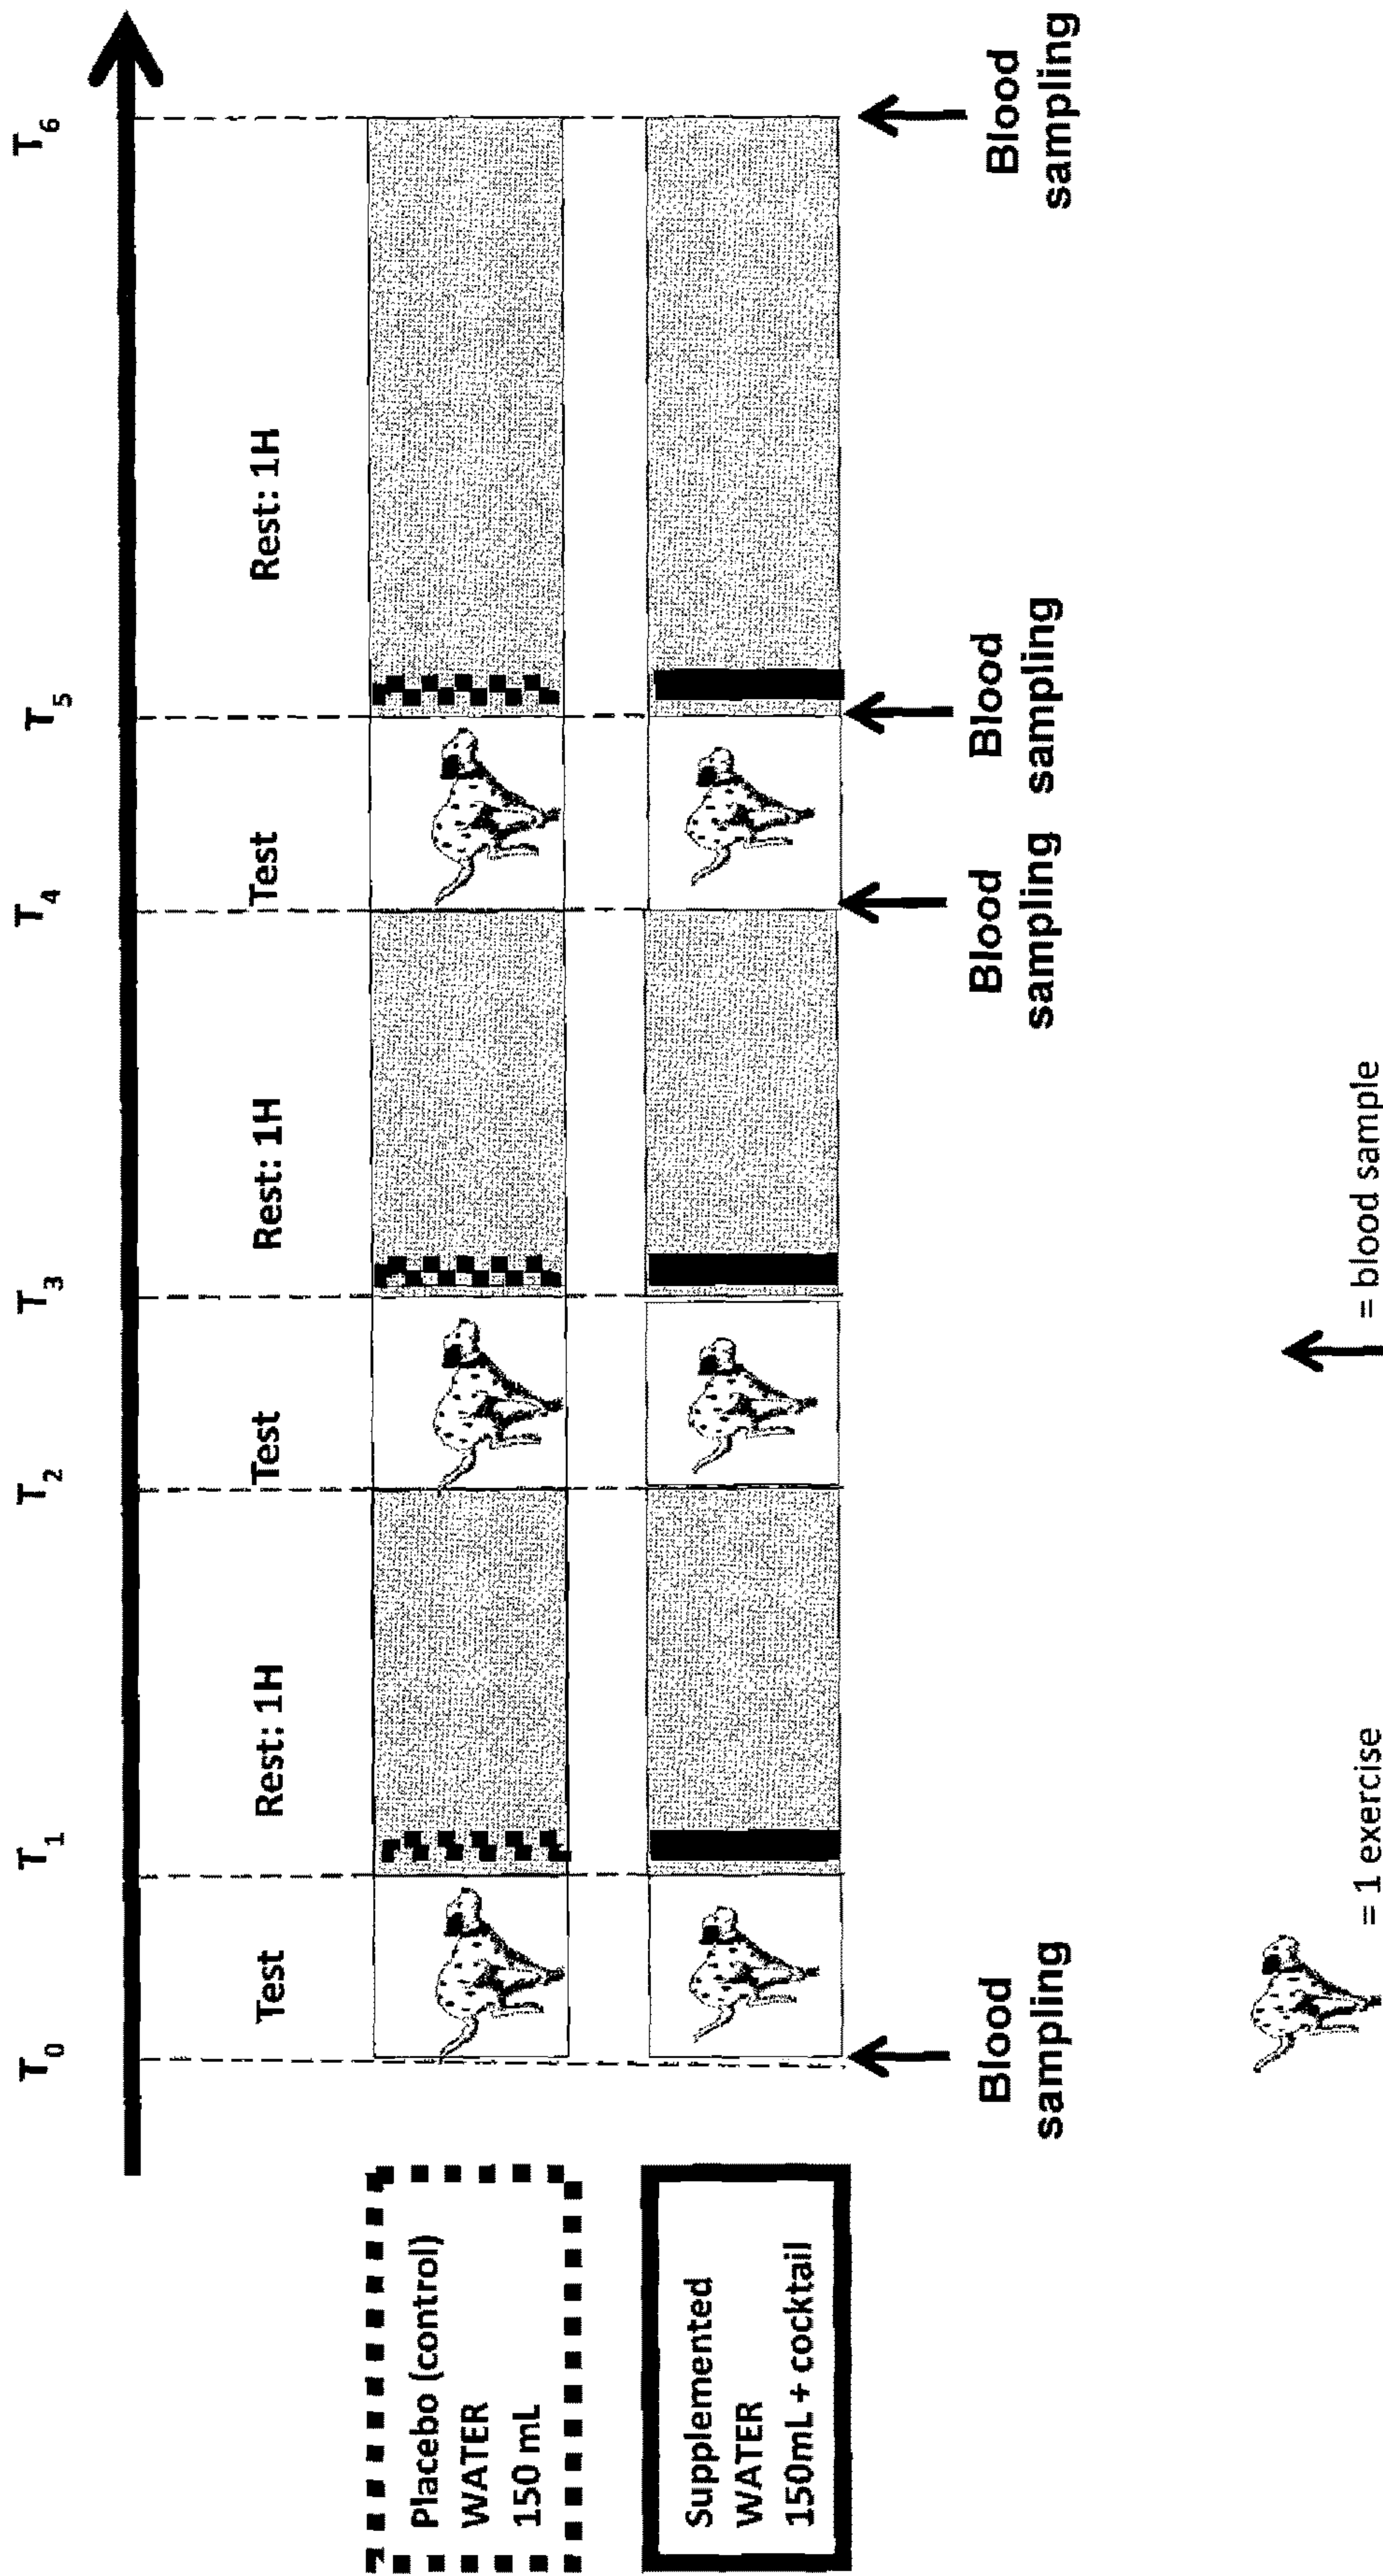 T0 T1 T2 T3 T4 T5 T6
Test Rest: 1H Test Rest: 1H Test Rest: 1H
Placebo (control)
WATER
150 mL
Supplemented
WATER
150mL + cocktail
Blood
sampling
Blood
sampling
Blood
sampling
Blood
sampling
= 1 exercise
= blood sample